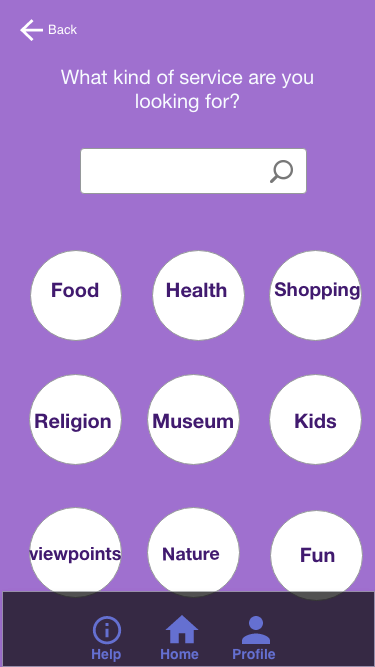 Back
What kind of service are you
looking for?
Food
Health
Shopping
Religion
Museum
Kids
viewpoints
Nature
Fun
Help
Home
Profile